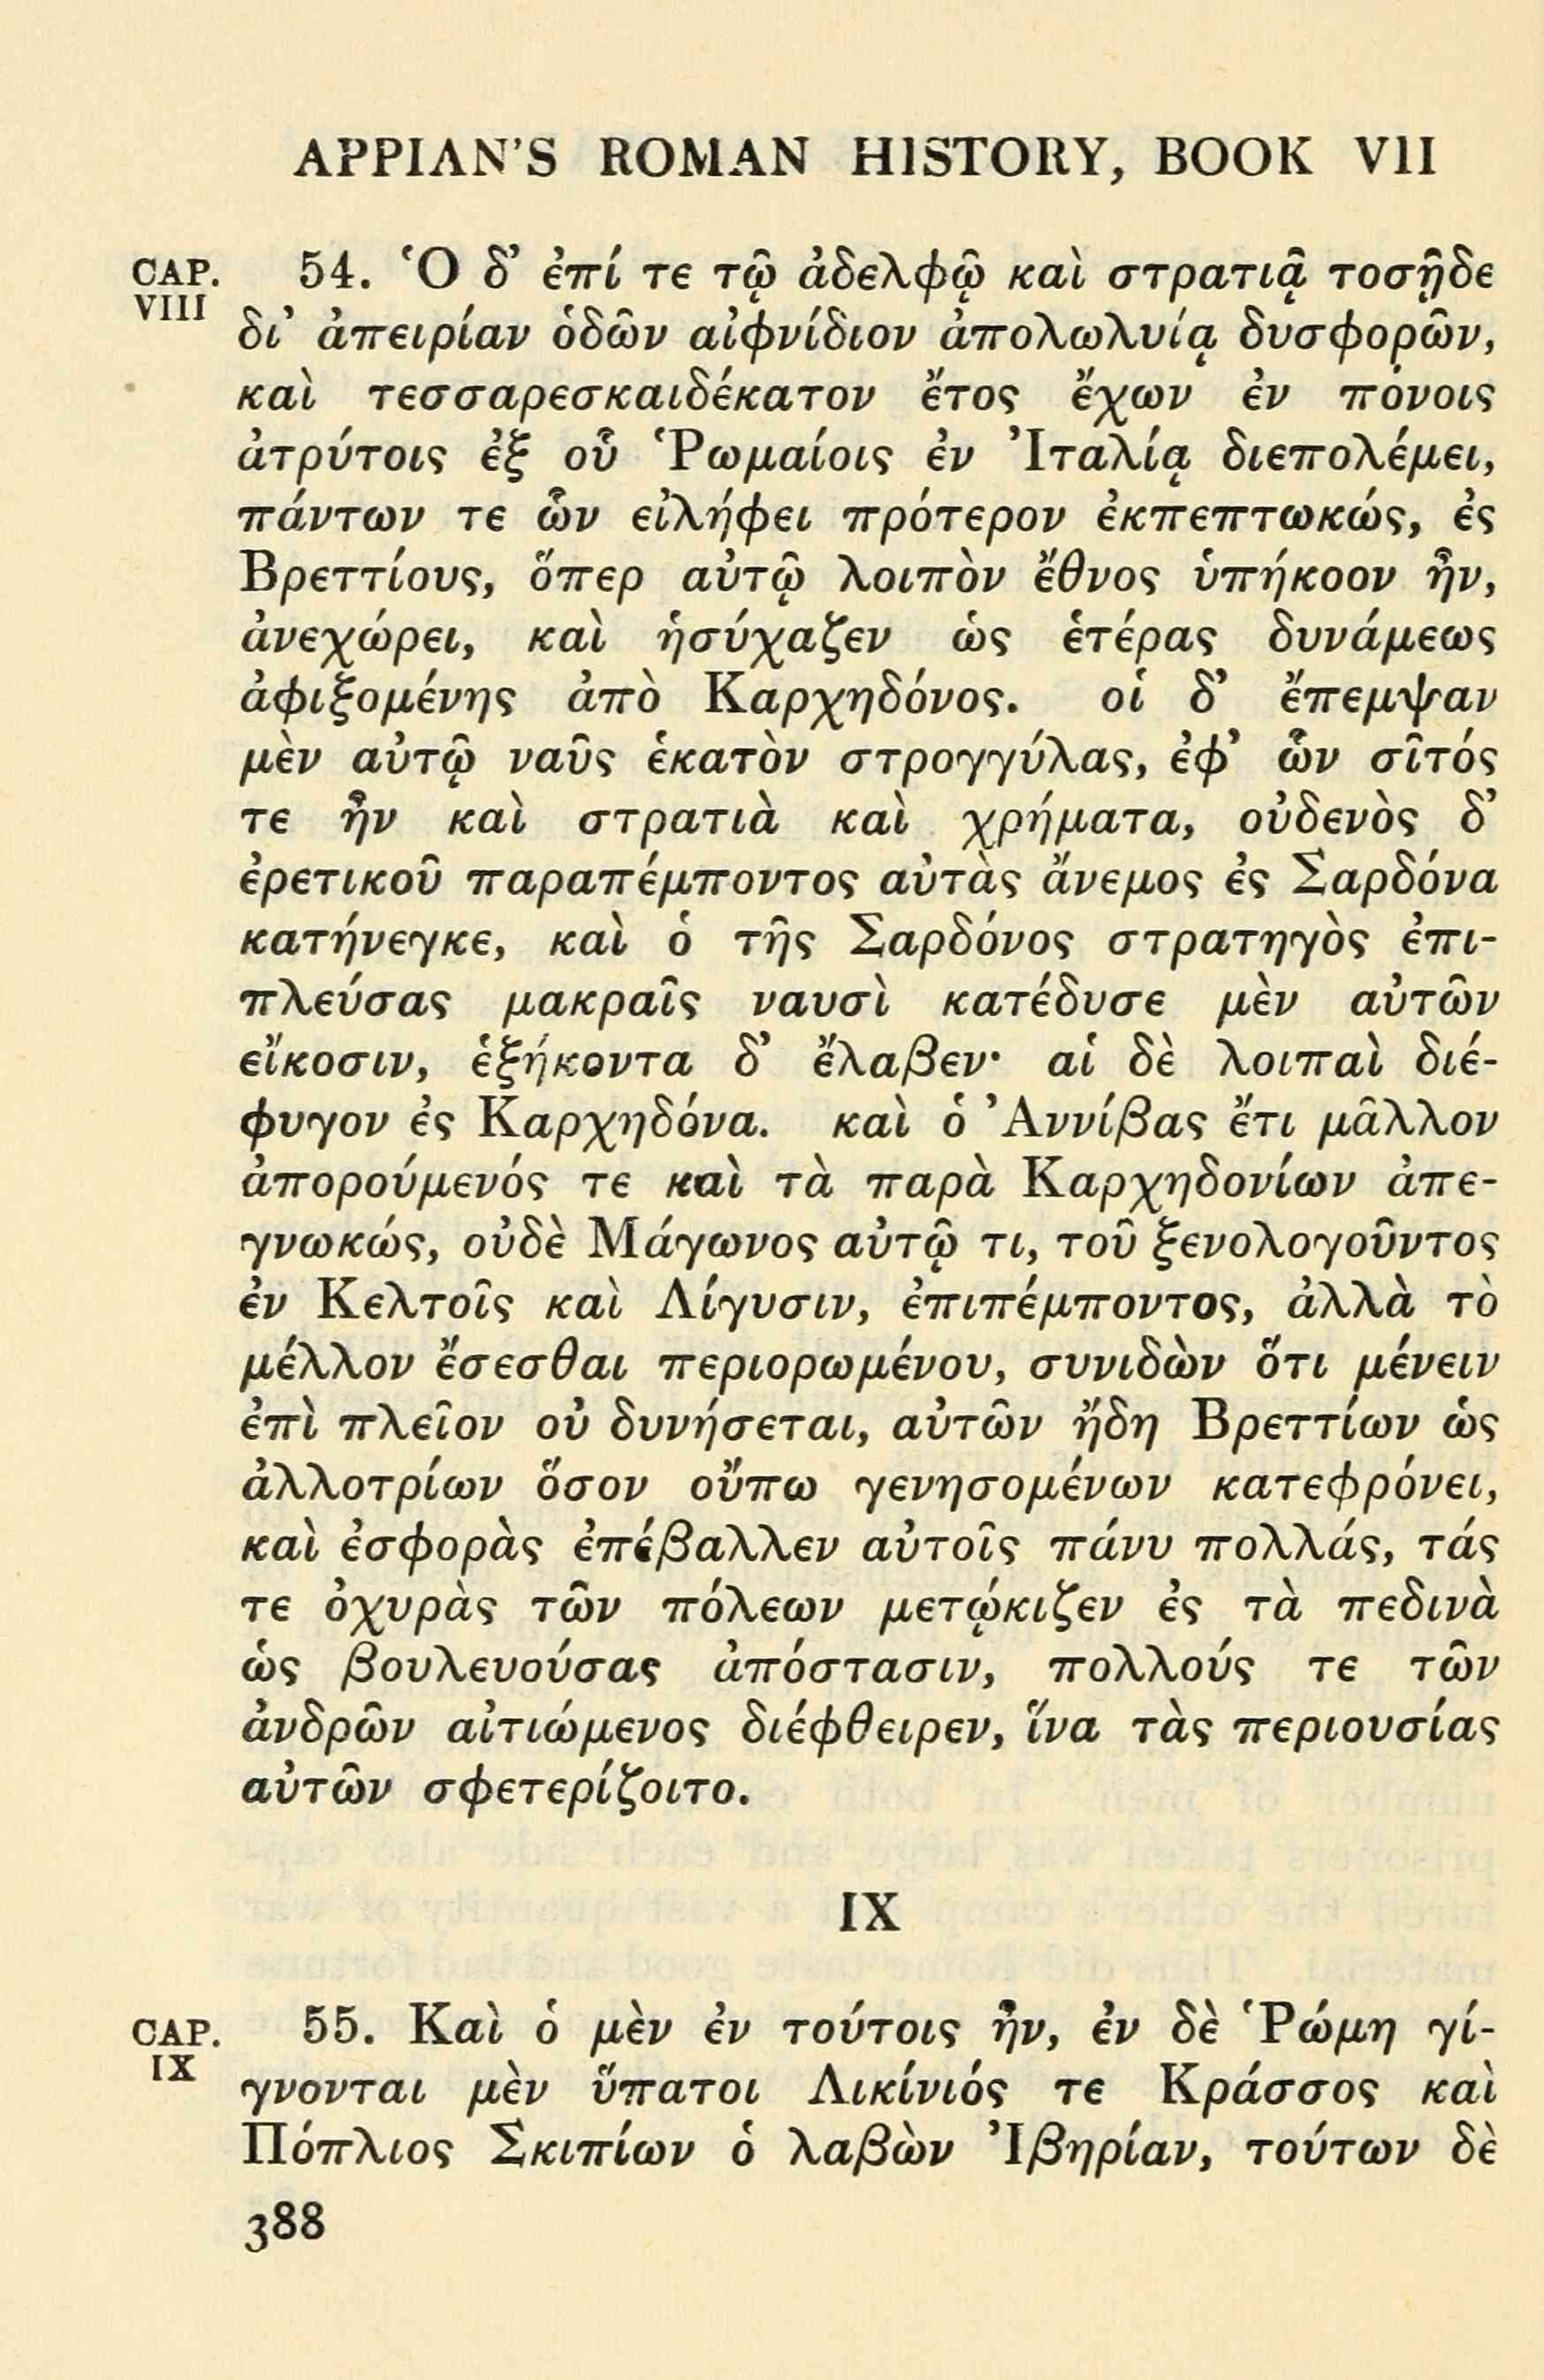 APPIAN'S ROMAN HISTORY, BOOK VII
CAP. VIII
54. Ὁ δ’ ἐπί τε τῷ ἀδελφῷ καὶ στρατιᾷ τοσῇδε
δι’ ἀπειρίαν ὁδῶν αἰφνίδιον ἀπολωλυίᾳ δυσφορῶν,
καὶ τεσσαρεσκαιδέκατον ἔτος ἔχων ἐν πόνοις
ἀτρύτοις ἐξ οὗ Ῥωμαίοις ἐν Ἰταλίᾳ διεπολέμει,
πάντων τε ὧν εἰλήφει πρότερον ἐκπεπτωκώς, ἐς
Βρεττίους, ὅπερ αὐτῷ λοιπὸν ἔθνος ὑπήκοον ἦν,
ἀνεχώρει, καὶ ἡσύχαζεν ὡς ἑτέρας δυνάμεως
ἀφιξομένης ἀπὸ Καρχηδόνος. οἱ δ’ ἔπεμψαν
μὲν αὐτῷ ναῦς ἑκατὸν στρογγύλας, ἐφ’ ὧν σῖτός
τε ἦν καὶ στρατιὰ καὶ χρήματα, οὐδενὸς δ’
ἐρετικοῦ παραπέμποντος αὐτὰς ἄνεμος ἐς Σαρδόνα
κατήνεγκε, καὶ ὁ τῆς Σαρδόνος στρατηγὸς ἐπι-
πλεύσας μακραῖς ναυσὶ κατέδυσε μὲν αὐτῶν
εἴκοσιν, ἑξήκοντα δ’ ἔλαβεν· αἱ δὲ λοιπαὶ διέ-
φυγον ἐς Καρχηδόνα. καὶ ὁ Ἀννίβας ἔτι μᾶλλον
ἀπορούμενός τε καὶ τὰ παρὰ Καρχηδονίων ἀπε-
γνωκώς, οὐδὲ Μάγωνος αὐτῷ τι, τοῦ ξενολογοῦντος
ἐν Κελτοῖς καὶ Λίγυσιν, ἐπιπέμποντος, ἀλλὰ τὸ
μέλλον ἔσεσθαι περιορωμένου, συνιδὼν ὅτι μένειν
ἐπὶ πλεῖον οὐ δυνήσεται, αὐτῶν ἤδη Βρεττίων ὡς
ἀλλοτρίων ὅσον οὔπω γενησομένων κατεφρόνει,
καὶ ἐσφορὰς ἐπέβαλλεν αὐτοῖς πάνυ πολλάς, τάς
τε ὀχυρὰς τῶν πόλεων μετῴκιζεν ἐς τὰ πεδινὰ
ὡς βουλευούσας ἀπόστασιν, πολλούς τε τῶν
ἀνδρῶν αἰτιώμενος διέφθειρεν, ἵνα τὰς περιουσίας
αὐτῶν σφετερίζοιτο.
IX
CAP. IX
55. Καὶ ὁ μὲν ἐν τούτοις ἦν, ἐν δὲ Ῥώμη γί-
γνονται μὲν ὕπατοι Λικίνιός τε Κράσσος καὶ
Πόπλιος Σκιπίων ὁ λαβὼν Ἰβηρίαν, τούτων δὲ
388